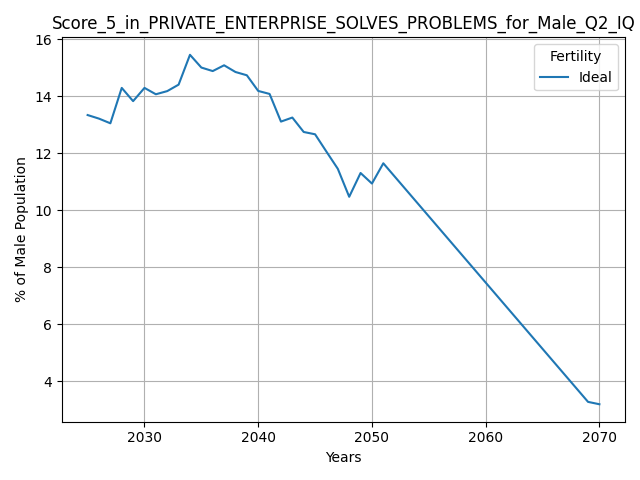 Score_5_in_PRIVATE_ENTERPRISE_SOLVES_PROBLEMS_for_Male_Q2_IQ
16
14
12
10
8
6
4
% of Male Population
Fertility
Ideal
2030 2040 2050 2060 2070
Years